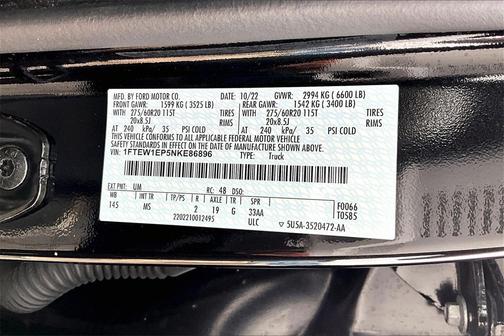 MFD. BY FORD MOTOR CO.
10/22 GVWR: 2994 KG ( 6600 LB)
FRONT GAWR: 1599 KG ( 3525 LB) REAR GAWR: 1542 KG ( 3400 LB)
WITH 275/60R20 115T TIRES WITH 275/60R20 115T TIRES
20x8.5J 20x8.5J
AT 240 kPa/ 35 PSI COLD AT 240 kPa/ 35 PSI COLD
THIS VEHICLE CONFORMS TO ALL APPLICABLE FEDERAL MOTOR VEHICLE
SAFETY STANDARDS IN EFFECT ON THE DATE OF MANUFACTURE SHOWN ABOVE.
VIN: 1FTEW1EP5NKE86896 TYPE: Truck
EXT PNT: UM RC: 48 DSO:
WB INT TR TP/PS R AXLE TR SPR F0066
145 MS 2 19 G 33AA T0585
2202210012495 ULC 5U5A-3520472-AA